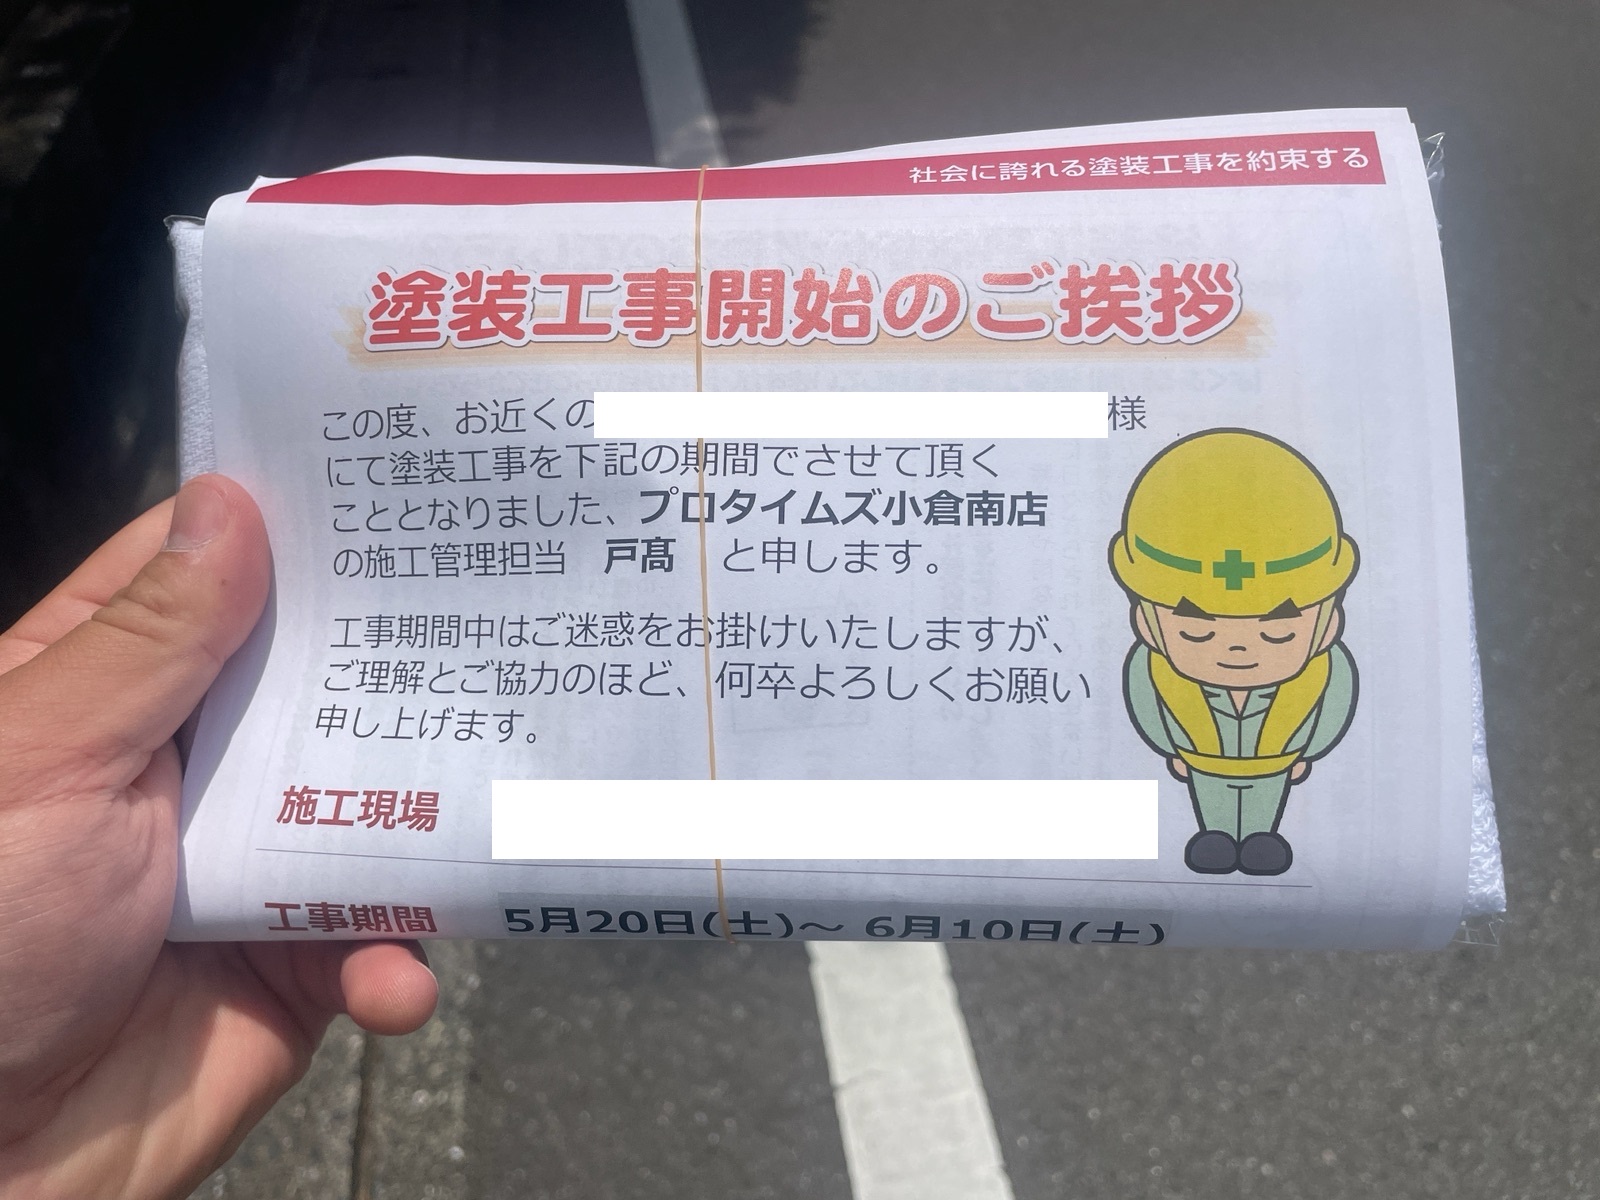 社会に誇れる塗装工事を約束する
塗装工事開始のご挨拶
この度、お近くの 様
にて塗装工事を下記の期間でさせて頂く
こととなりました、プロタイムズ小倉南店
の施工管理担当 戸髙 と申します。
工事期間中はご迷惑をお掛けいたしますが、
ご理解とご協力のほど、何卒よろしくお願い
申し上げます。
施工現場
工事期間 5月20日(土)～ 6月10日(土)